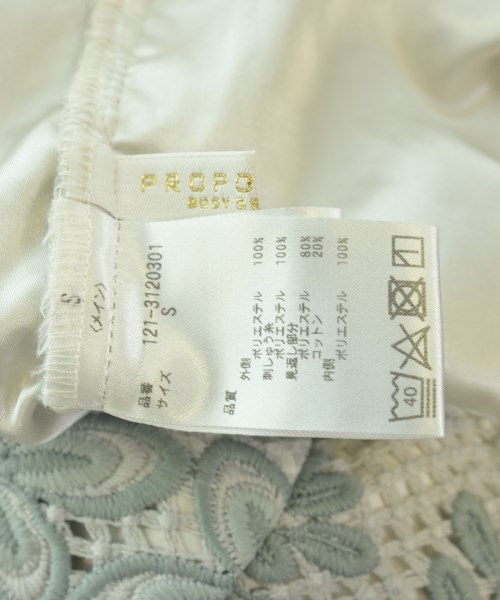 PROPO
BODY DR
S
(メイン)
品番 121-3120301
サイズ S
品質
外側 ポリエステル 100%
刺しゅう糸
ポリエステル 100%
見返し部分
ポリエステル 80%
コットン 20%
内側
ポリエステル 100%
40